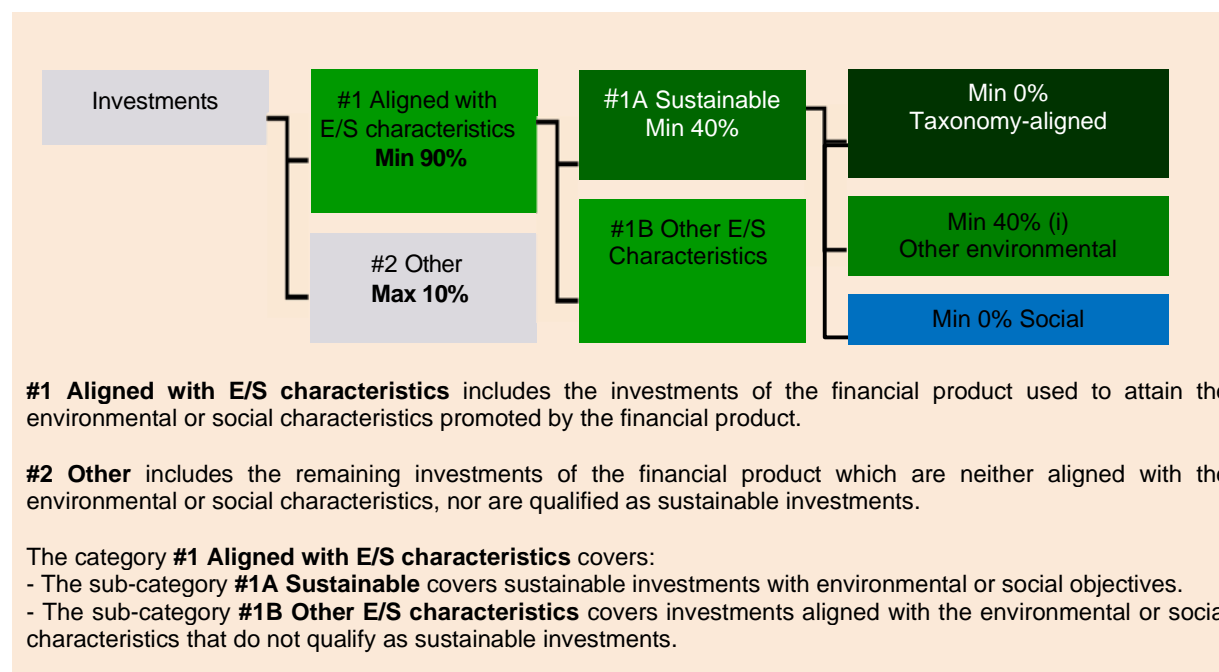 Investments
#1 Aligned with
E/S characteristics
Min 90%
#2 Other
Max 10%
#1A Sustainable
Min 40%
#1B Other E/S
Characteristics
Min 0%
Taxonomy-aligned
Min 40% (i)
Other environmental
Min 0% Social
#1 Aligned with E/S characteristics includes the investments of the financial product used to attain the
environmental or social characteristics promoted by the financial product.
#2 Other includes the remaining investments of the financial product which are neither aligned with the
environmental or social characteristics, nor are qualified as sustainable investments.
The category #1 Aligned with E/S characteristics covers:
- The sub-category #1A Sustainable covers sustainable investments with environmental or social objectives.
- The sub-category #1B Other E/S characteristics covers investments aligned with the environmental or social
characteristics that do not qualify as sustainable investments.